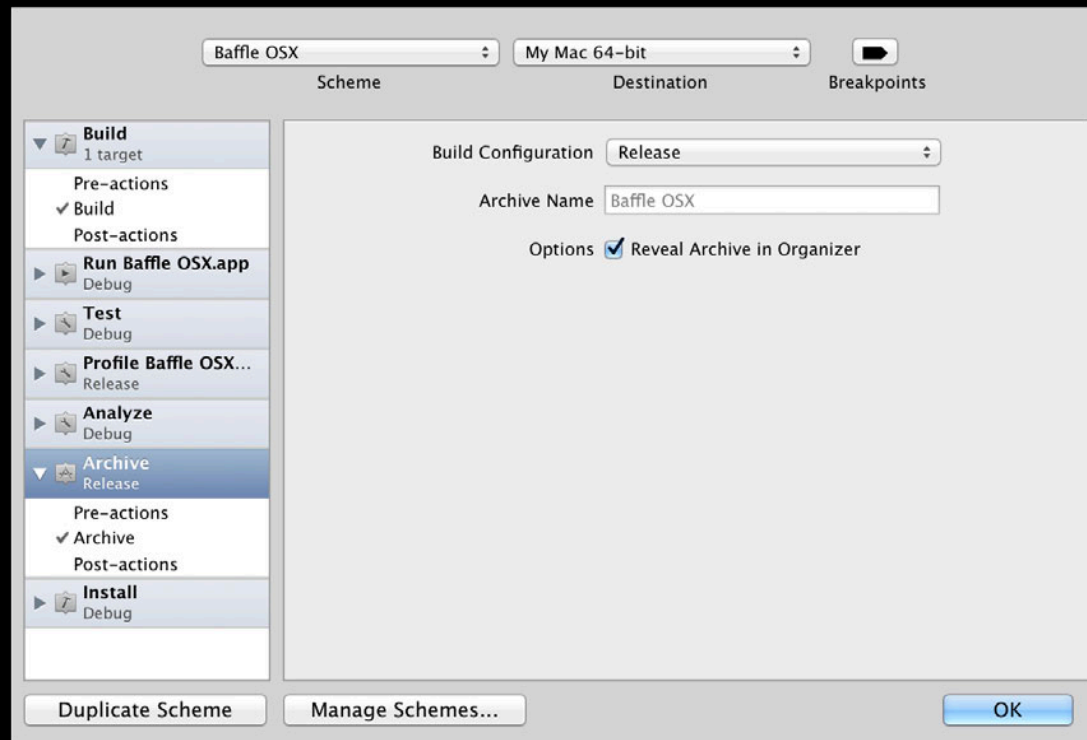 Baffle OSX
My Mac 64-bit
Scheme
Destination
Breakpoints
Build
1 target
Pre-actions
Build
Post-actions
Run Baffle OSX.app
Debug
Test
Debug
Profile Baffle OSX...
Release
Analyze
Debug
Archive
Release
Pre-actions
Archive
Post-actions
Install
Debug
Build Configuration Release
Archive Name Baffle OSX
Options Reveal Archive in Organizer
Duplicate Scheme
Manage Schemes...
OK